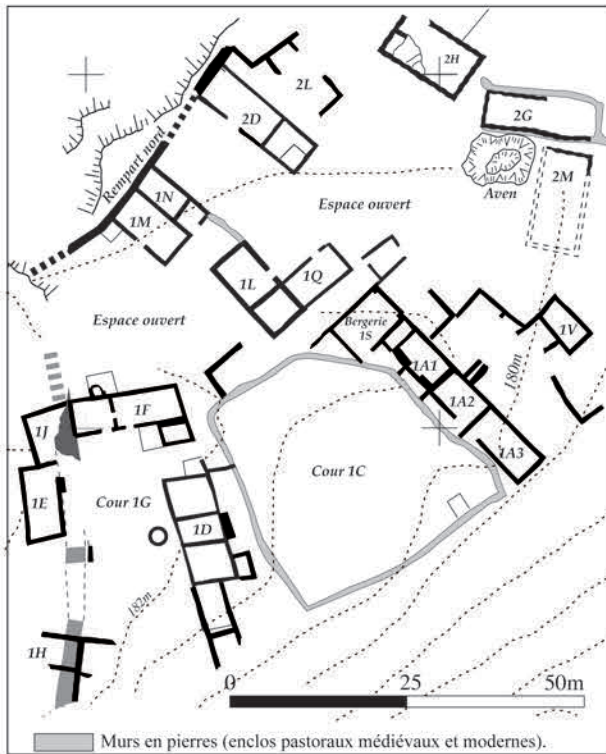 2H
2L
2G
2D
Rempart nord
Aven
2M
1N
Espace ouvert
1M
1L
1Q
Espace ouvert
Bergerie
1S
1V
1A1
180m
1A2
1F
1J
1A3
1E
Cour 1G
Cour 1C
1D
182m
1H
0 25 50m
Murs en pierres (enclos pastoraux médiévaux et modernes).